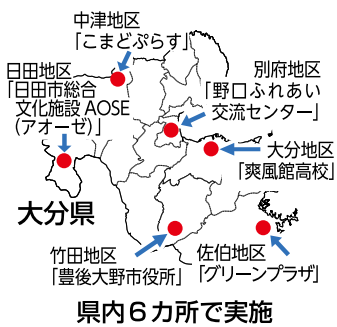 中津地区
「こまどぷらす」
日田地区
「日田市総合
文化施設 AOSE
(アオーゼ)」
別府地区
「野口ふれあい
交流センター」
大分地区
「爽風館高校」
大分県
竹田地区
「豊後大野市役所」
佐伯地区
「グリーンプラザ」
県内6カ所で実施